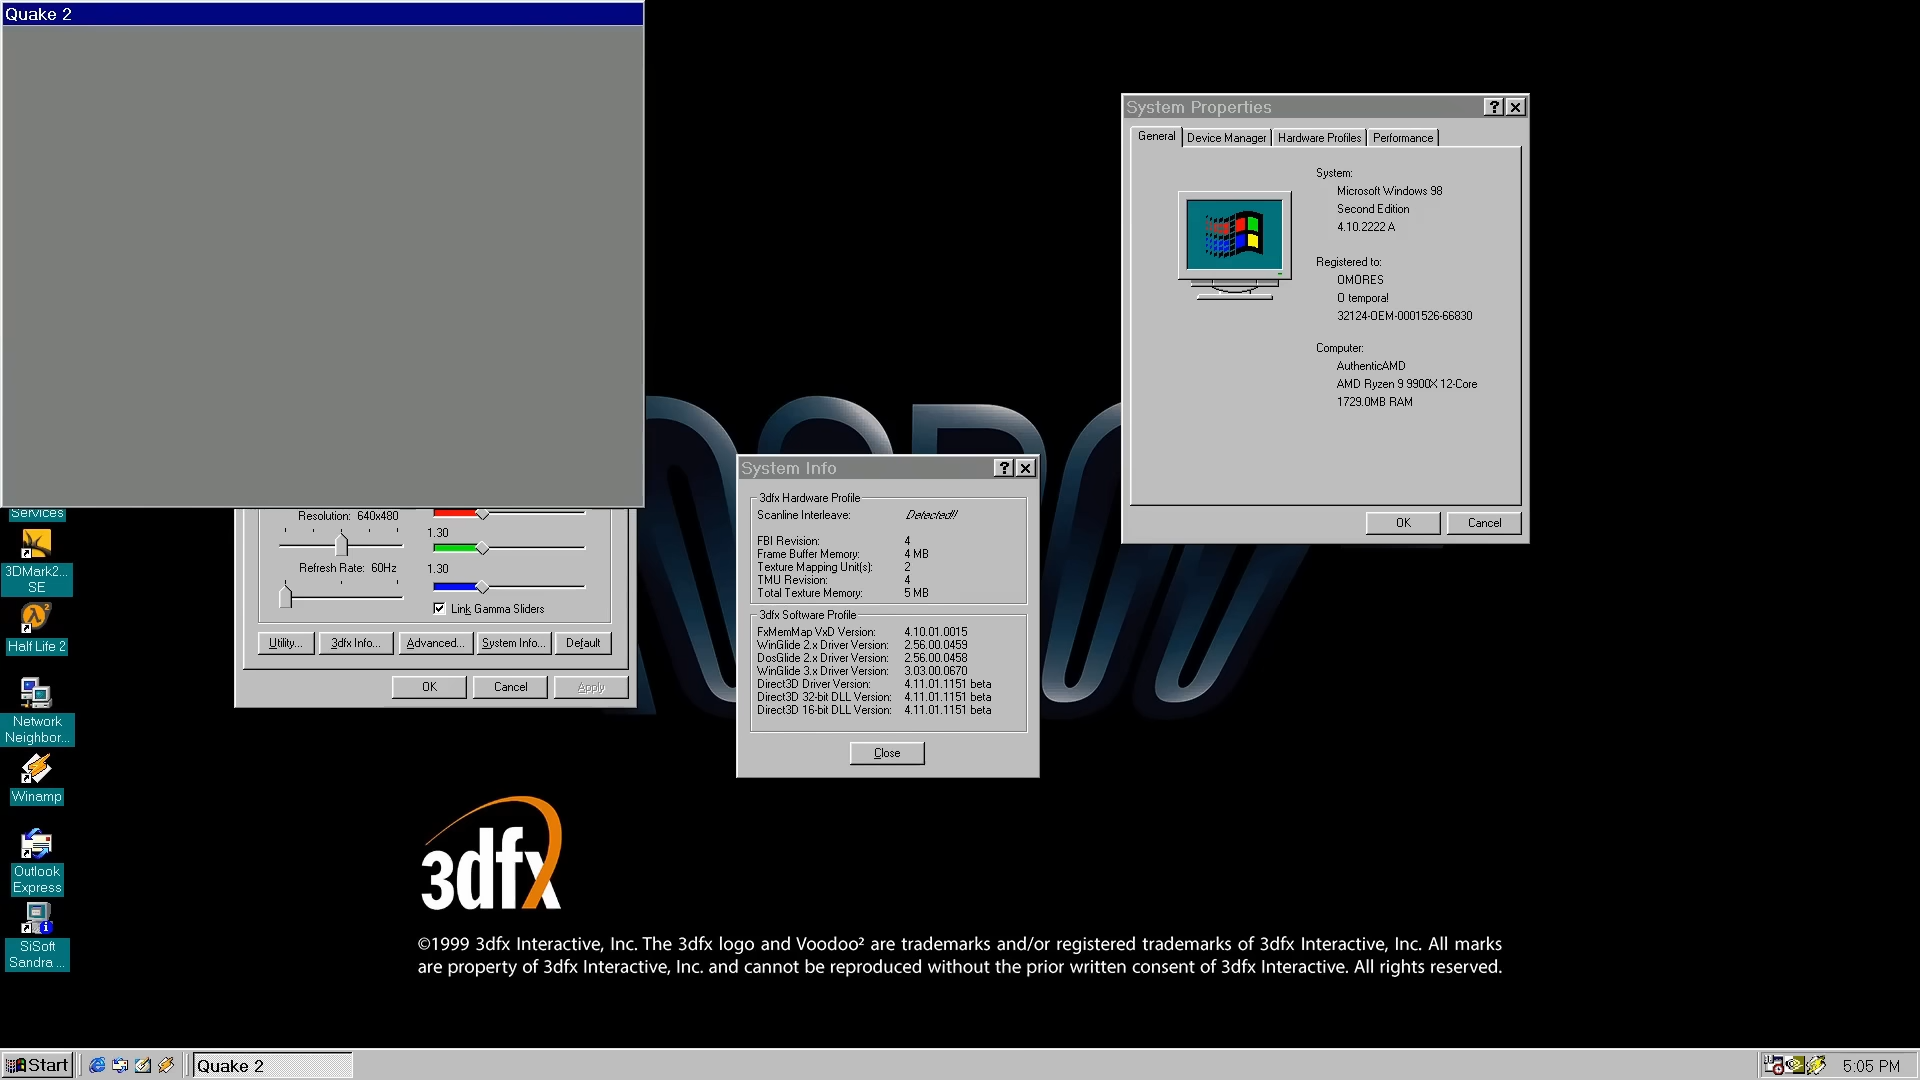 Quake 2
System Properties
General
Device Manager
Hardware Profiles
Performance
System:
Microsoft Windows 98
Second Edition
4.10.2222 A
Registered to:
OMORES
O tempora!
32124-OEM-0001526-66830
Computer:
AuthenticAMD
AMD Ryzen 9 9900X 12-Core
1729.0MB RAM
OK
Cancel
System Info
3dfx Hardware Profile
Scanline Interleave: Detected!!
FBI Revision: 4
Frame Buffer Memory: 4 MB
Texture Mapping Unit(s): 2
TMU Revision: 4
Total Texture Memory: 5 MB
3dfx Software Profile
FxMemMap VxD Version: 4.10.01.0015
WinGlide 2.x Driver Version: 2.56.00.0459
DosGlide 2.x Driver Version: 2.56.00.0458
WinGlide 3.x Driver Version: 3.03.00.0670
Direct3D Driver Version: 4.11.01.1151 beta
Direct3D 32-bit DLL Version: 4.11.01.1151 beta
Direct3D 16-bit DLL Version: 4.11.01.1151 beta
Close
Resolution: 640x480
1.30
Refresh Rate: 60Hz
1.30
Link Gamma Sliders
Utility...
3dfx Info...
Advanced...
System Info...
Default
OK
Cancel
Apply
Services
3DMark2...
SE
Half Life 2
Network
Neighbor...
Winamp
Outlook
Express
SiSoft
Sandra ...
3dfx
©1999 3dfx Interactive, Inc. The 3dfx logo and Voodoo² are trademarks and/or registered trademarks of 3dfx Interactive, Inc. All marks
are property of 3dfx Interactive, Inc. and cannot be reproduced without the prior written consent of 3dfx Interactive. All rights reserved.
Start
Quake 2
5:05 PM